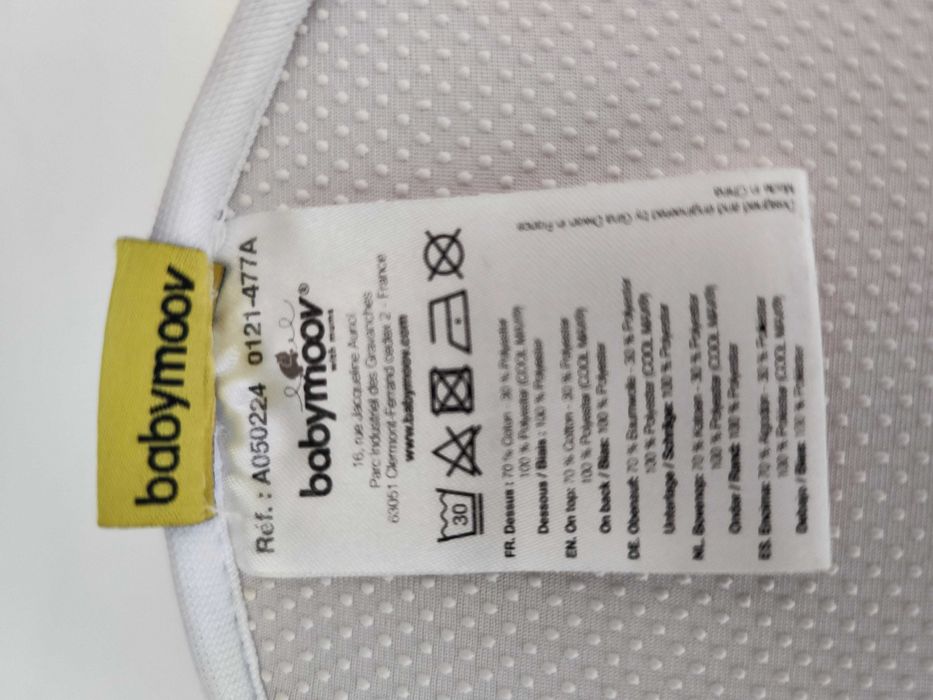 babymoov
Réf. : A050224 0121-477A
babymoov®
with mums
16, rue Jacqueline Auriol
Parc Industriel des Gravanches
63051 Clermont-Ferrand cedex 2 - France
www.babymoov.com
30
FR. Dessus : 70 % Coton - 30 % Polyester
100 % Polyester (COOL MAX®)
Dessous / Biais : 100 % Polyester
EN. On top: 70 % Cotton - 30 % Polyester
100 % Polyester (COOL MAX®)
On back / Bias: 100 % Polyester
DE. Oberseit: 70 % Baumwolle - 30 % Polyester
100 % Polyester (COOL MAX®)
Unterlage / Schräge: 100 % Polyester
NL. Bovenop: 70 % Katoen - 30 % Polyester
100 % Polyester (COOL MAX®)
Onder / Band: 100 % Polyester
ES. Encima: 70 % Algodón - 30 % Poliéster
100 % Poliéster (COOL MAX®)
Debajo / Bies: 100 % Poliéster
Designed and engineered by in France
Made in China